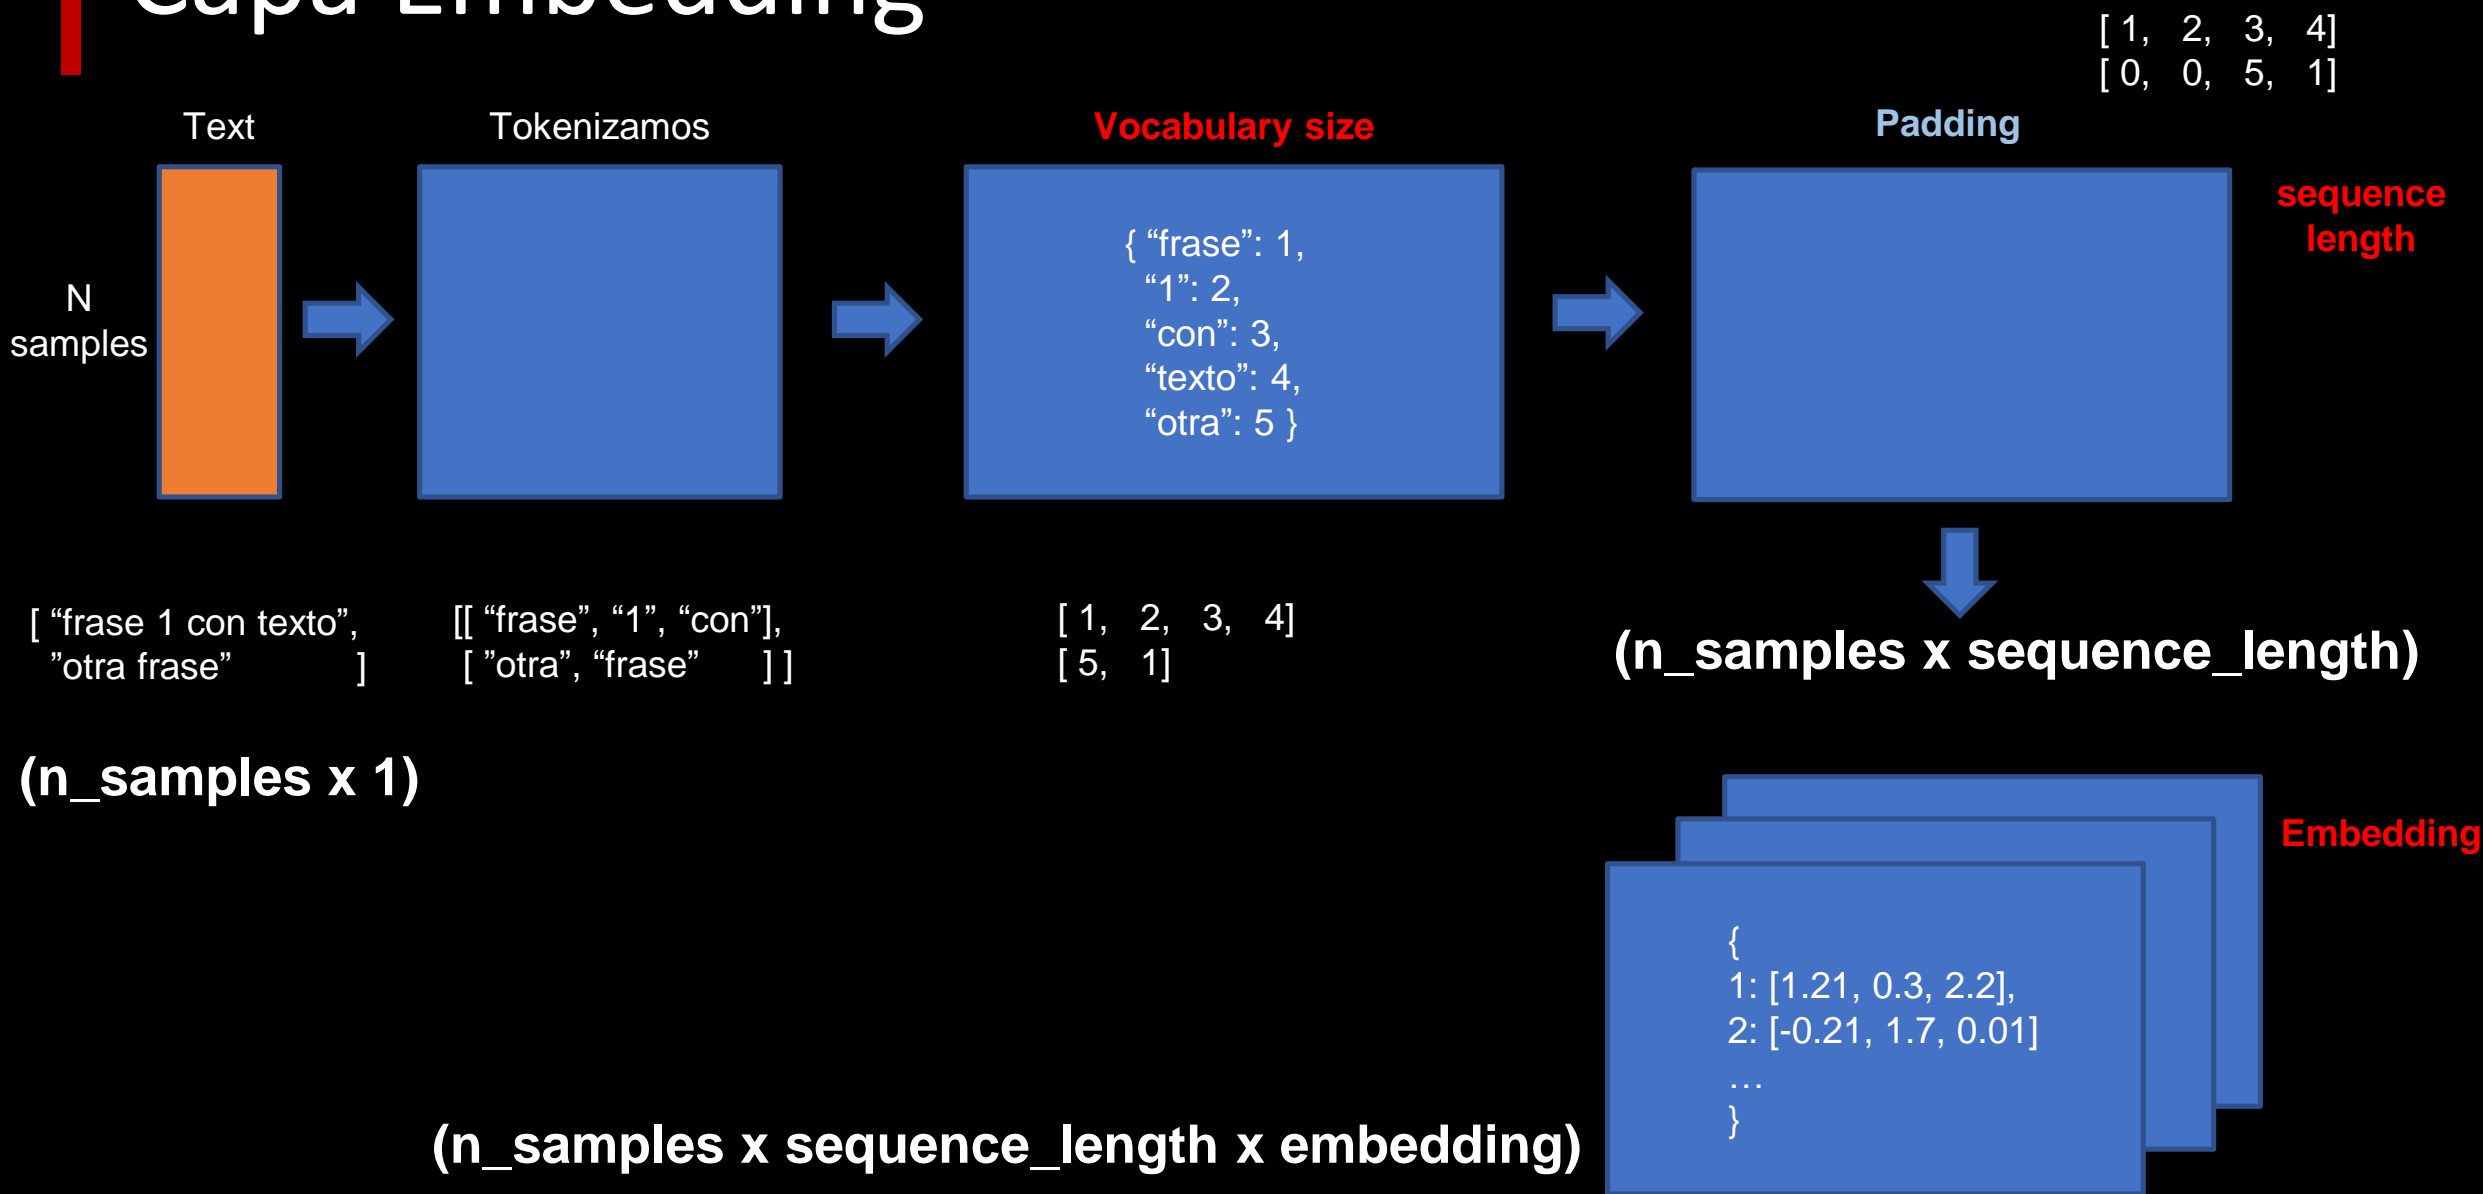 Capa Embedding
[ 1, 2, 3, 4]
[ 0, 0, 5, 1]
Text
Tokenizamos
Vocabulary size
Padding
sequence
length
N
samples
{ “frase”: 1,
“1”: 2,
“con”: 3,
“texto”: 4,
“otra”: 5 }
[ “frase 1 con texto”,
”otra frase” ]
[[ “frase”, “1”, “con”],
[ ”otra”, “frase” ] ]
[ 1, 2, 3, 4]
[ 5, 1]
(n_samples x sequence_length)
(n_samples x 1)
Embedding
{
1: [1.21, 0.3, 2.2],
2: [-0.21, 1.7, 0.01]
…
}
(n_samples x sequence_length x embedding)